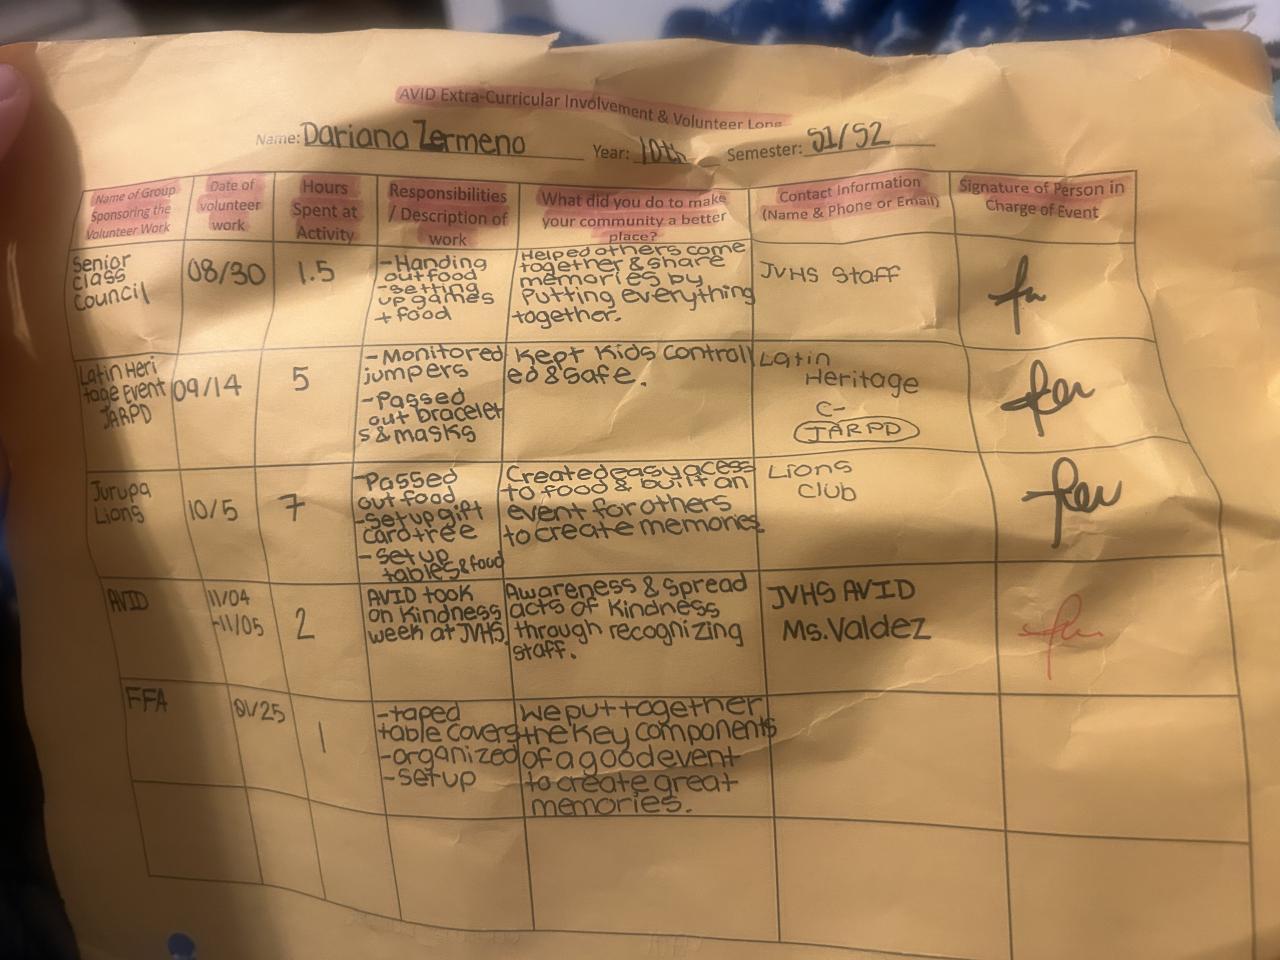 AVID Extra-Curricular Involvement & Volunteer Long
Name: Dariana Zermeno Year: 10th Semester: S1/S2
Name of Group
Sponsoring the
Volunteer Work
Date of
volunteer
work
Hours
Spent at
Activity
Responsibilities
/ Description of
work
What did you do to make
your community a better
place?
Contact Information
(Name & Phone or Email)
Signature of Person in
Charge of Event
Senior
class
Council
08/30
1.5
-Handing
out food
-setting
up games
+ food
Helped others come
together & share
memories by
Putting everything
together.
JVHS Staff
Latin Heri
tage Event
JARPD
09/14
5
-Monitored
jumpers
-Passed
out bracelet
s & masks
Kept Kids Controll
ed & safe.
Latin
Heritage
C-
JARPD
Jurupa
Lions
10/5
7
-Passed
out food
-Set up gift
card tree
-set up
tables & food
Created easy acess
to food & built an
event for others
to create memories.
Lions
Club
AVID
11/04
-11/05
2
AVID took
on Kindness
week at JVHS.
Awareness & Spread
acts of Kindness
through recognizing
staff.
JVHS AVID
Ms. Valdez
FFA
01/25
1
-taped
table covers
-organized
-set up
We put together
the Key components
of a good event
to create great
memories.